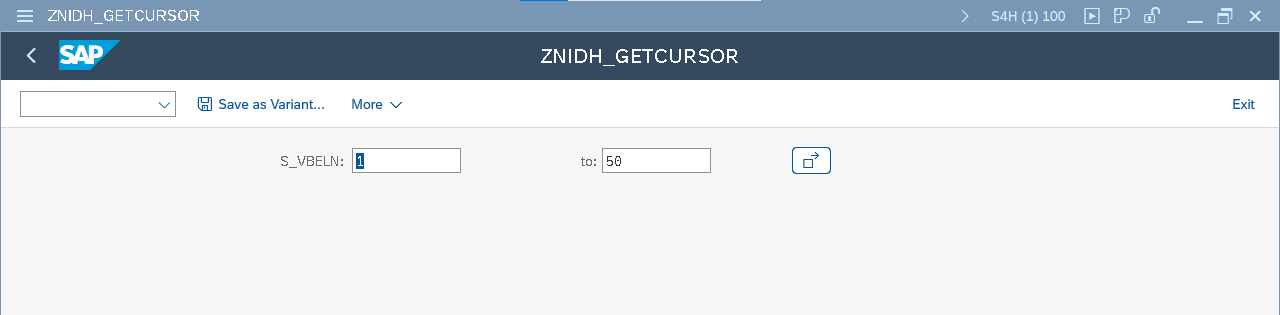 ZNIDH_GETCURSOR S4H (1) 100
SAP ZNIDH_GETCURSOR
Save as Variant... More Exit
S_VBELN: 1 to: 50